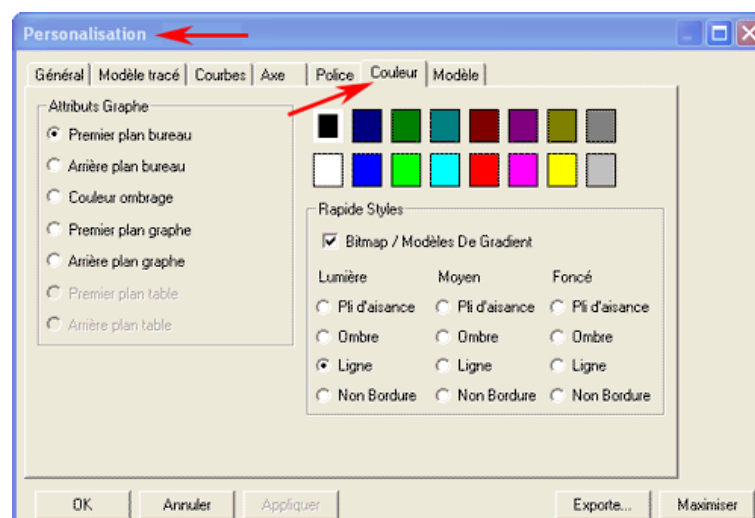 Personalisation
Général Modèle tracé Courbes Axe Police Couleur Modèle
Attributs Graphe
Premier plan bureau
Arrière plan bureau
Couleur ombrage
Premier plan graphe
Arrière plan graphe
Premier plan table
Arrière plan table
Rapide Styles
Bitmap / Modèles De Gradient
Lumière Moyen Foncé
Pli d'aisance Pli d'aisance Pli d'aisance
Ombre Ombre Ombre
Ligne Ligne Ligne
Non Bordure Non Bordure Non Bordure
OK Annuler Appliquer Exporte... Maximiser